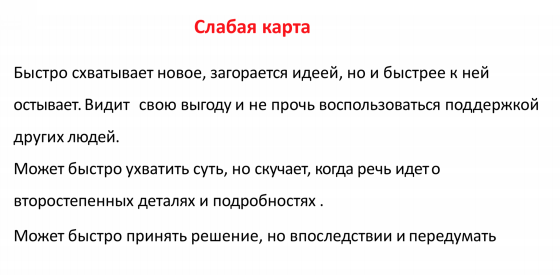 Слабая карта
Быстро схватывает новое, загорается идеей, но и быстрее к ней
остывает. Видит свою выгоду и не прочь воспользоваться поддержкой
других людей.
Может быстро ухватить суть, но скучает, когда речь идет о
второстепенных деталях и подробностях .
Может быстро принять решение, но впоследствии и передумать